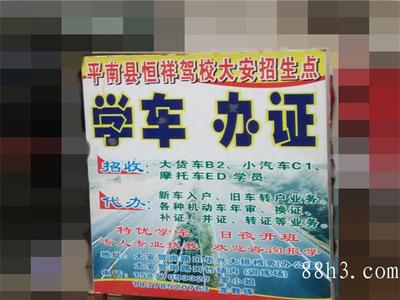 平南县恒祥驾校大安招生点
学车 办证
招收：大货车B2、小汽车C1、
摩托车ED 学员
代办：新车入户、旧车转户业务。
各种机动车年审、换证、
补证、并证、转证等业务。
特优学车 日夜开班
专人专业执教 欢迎咨询报学
88h3.com